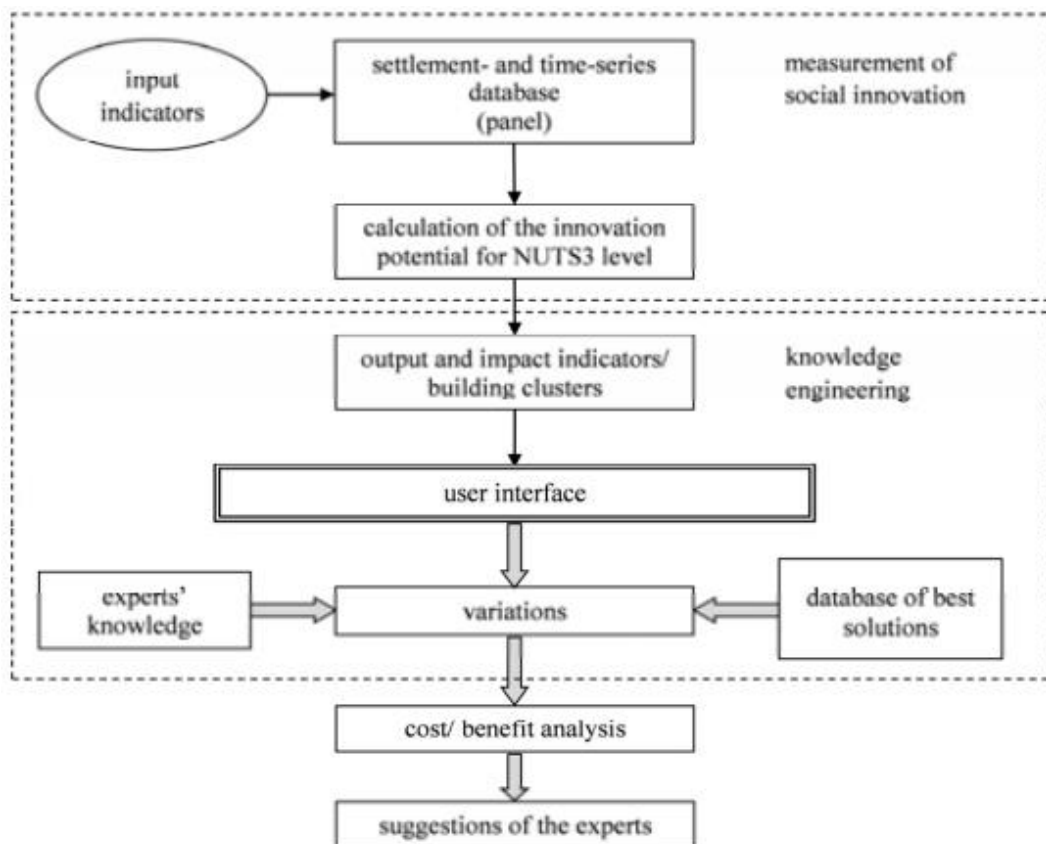 input
indicators
settlement- and time-series
database
(panel)
measurement of
social innovation
calculation of the innovation
potential for NUTS3 level
output and impact indicators/
building clusters
knowledge
engineering
user interface
experts’
knowledge
variations
database of best
solutions
cost/ benefit analysis
suggestions of the experts